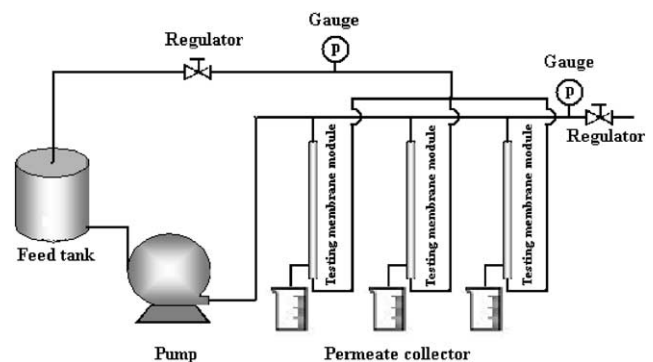 Gauge
Regulator
p
Gauge
p
Regulator
Testing membrane module
Testing membrane module
Testing membrane module
Feed tank
Pump
Permeate collector